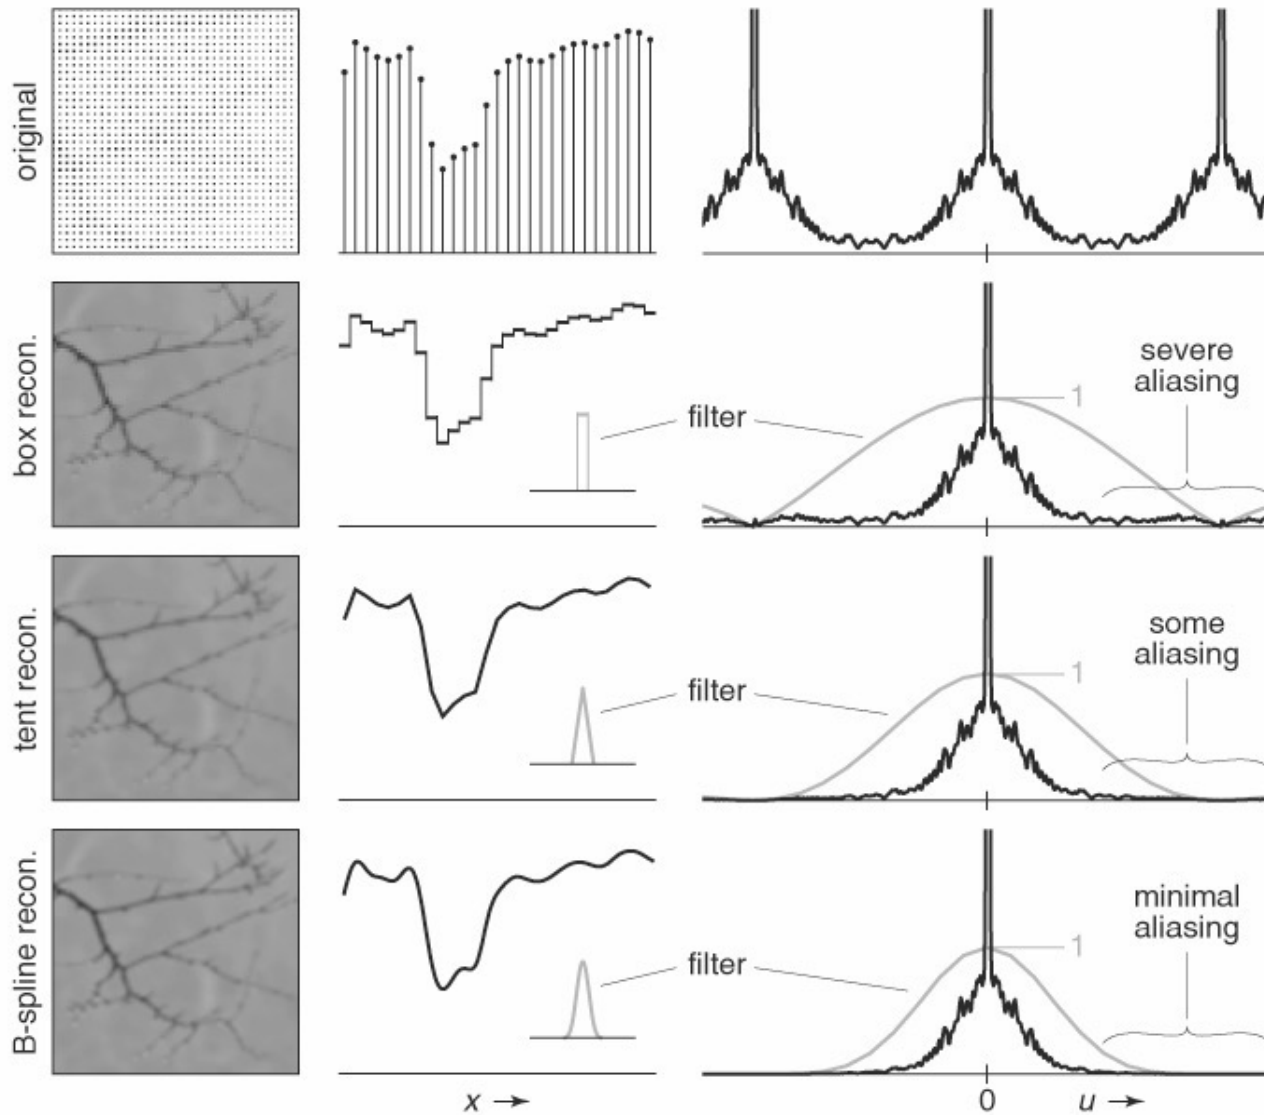 original
box recon.
filter
1
severe
aliasing
tent recon.
filter
1
some
aliasing
B-spline recon.
filter
1
minimal
aliasing
x →
0
u →